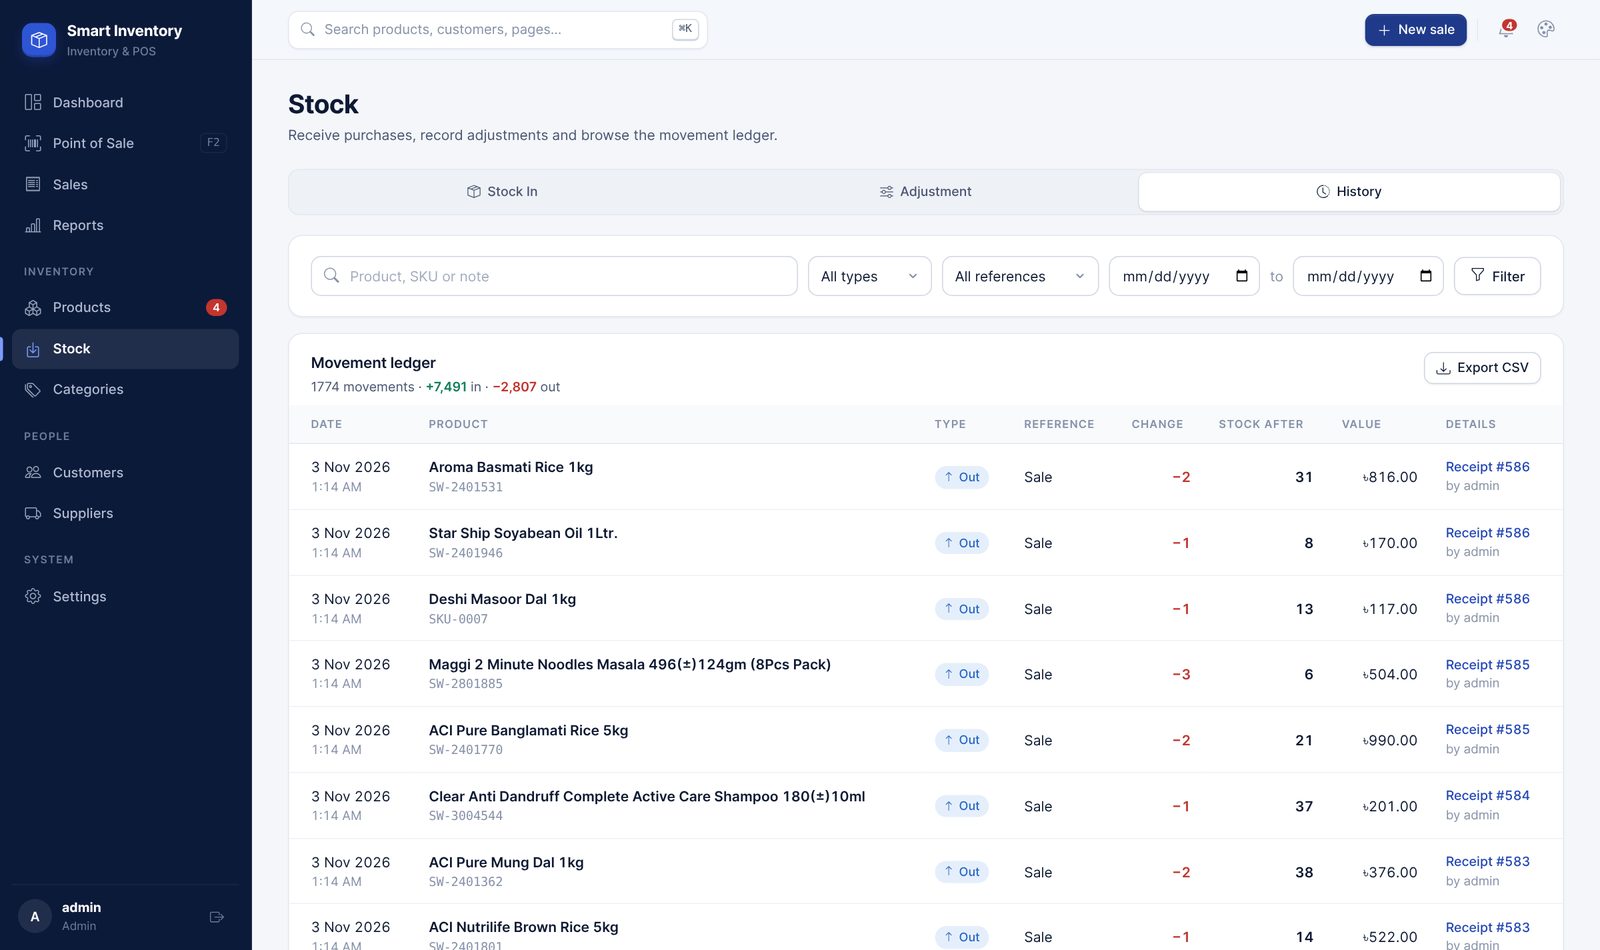 Smart Inventory
Inventory & POS
Dashboard
Point of Sale F2
Sales
Reports
INVENTORY
Products 4
Stock
Categories
PEOPLE
Customers
Suppliers
SYSTEM
Settings
A admin
Admin
Search products, customers, pages... ⌘K
+ New sale
4
Stock
Receive purchases, record adjustments and browse the movement ledger.
Stock In Adjustment History
Product, SKU or note All types All references mm/dd/yyyy to mm/dd/yyyy Filter
Movement ledger
1774 movements · +7,491 in · −2,807 out
Export CSV
DATE PRODUCT TYPE REFERENCE CHANGE STOCK AFTER VALUE DETAILS
3 Nov 2026 Aroma Basmati Rice 1kg ↑ Out Sale −2 31 ৳816.00 Receipt #586
1:14 AM SW-2401531 by admin
3 Nov 2026 Star Ship Soyabean Oil 1Ltr. ↑ Out Sale −1 8 ৳170.00 Receipt #586
1:14 AM SW-2401946 by admin
3 Nov 2026 Deshi Masoor Dal 1kg ↑ Out Sale −1 13 ৳117.00 Receipt #586
1:14 AM SKU-0007 by admin
3 Nov 2026 Maggi 2 Minute Noodles Masala 496(±)124gm (8Pcs Pack) ↑ Out Sale −3 6 ৳504.00 Receipt #585
1:14 AM SW-2801885 by admin
3 Nov 2026 ACI Pure Banglamati Rice 5kg ↑ Out Sale −2 21 ৳990.00 Receipt #585
1:14 AM SW-2401770 by admin
3 Nov 2026 Clear Anti Dandruff Complete Active Care Shampoo 180(±)10ml ↑ Out Sale −1 37 ৳201.00 Receipt #584
1:14 AM SW-3004544 by admin
3 Nov 2026 ACI Pure Mung Dal 1kg ↑ Out Sale −2 38 ৳376.00 Receipt #583
1:14 AM SW-2401362 by admin
3 Nov 2026 ACI Nutrilife Brown Rice 5kg ↑ Out Sale −1 14 ৳522.00 Receipt #583
1:14 AM SW-2401801 by admin